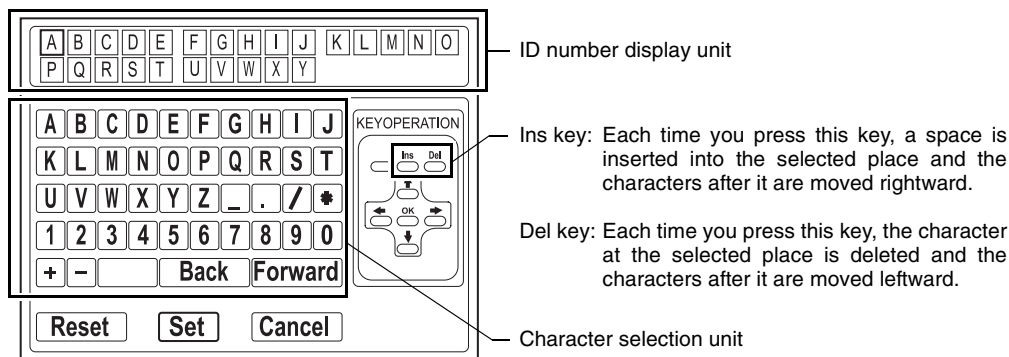 A B C D E F G H I J K L M N O
P Q R S T U V W X Y
ID number display unit
A B C D E F G H I J
K L M N O P Q R S T
U V W X Y Z _ . / *
1 2 3 4 5 6 7 8 9 0
+ - Back Forward
Reset Set Cancel
KEYOPERATION
Ins Del
OK
Ins key: Each time you press this key, a space is
inserted into the selected place and the
characters after it are moved rightward.
Del key: Each time you press this key, the character
at the selected place is deleted and the
characters after it are moved leftward.
Character selection unit